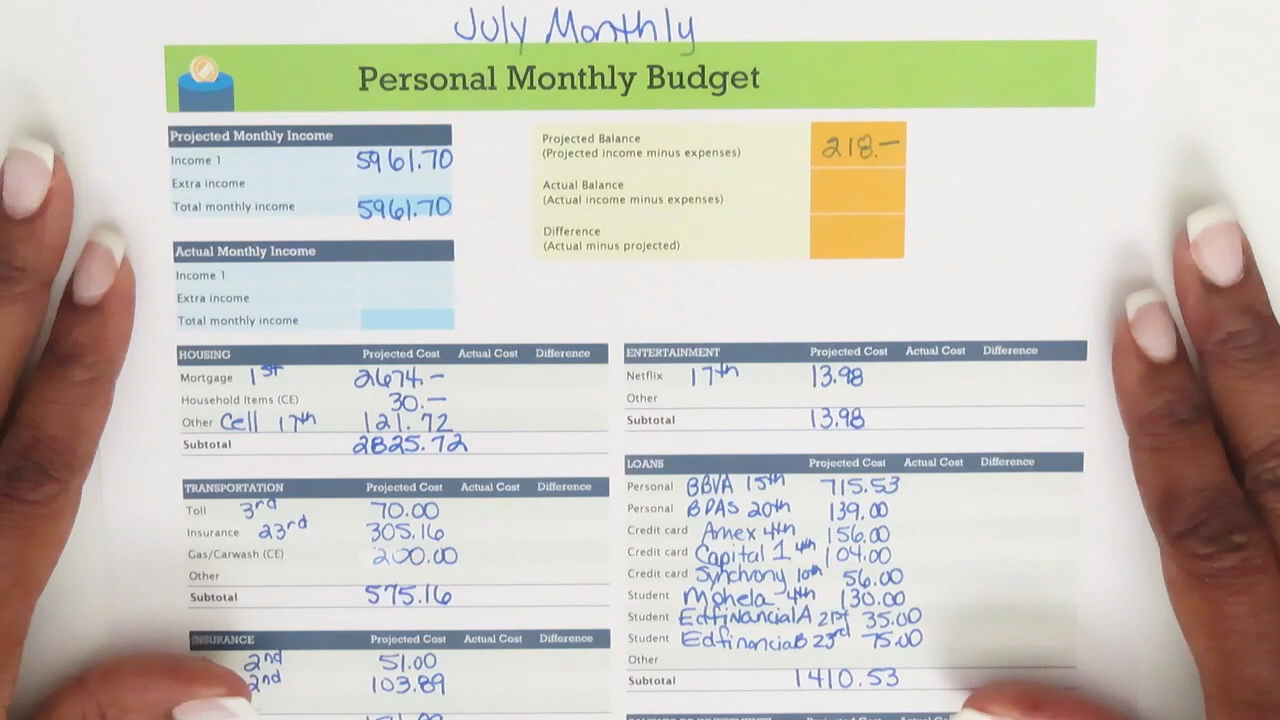 July Monthly
Personal Monthly Budget
Projected Monthly Income
Income 1 5961.70
Extra income
Total monthly income 5961.70
Projected Balance 218.—
(Projected income minus expenses)
Actual Balance
(Actual income minus expenses)
Difference
(Actual minus projected)
Actual Monthly Income
Income 1
Extra income
Total monthly income
HOUSING Projected Cost Actual Cost Difference
Mortgage 1st 2674.—
Household Items (CE) 30.—
Other Cell 17th 121.72
Subtotal 2825.72
TRANSPORTATION Projected Cost Actual Cost Difference
Toll 3rd 70.00
Insurance 23rd 305.16
Gas/Carwash (CE) 200.00
Other
Subtotal 575.16
INSURANCE Projected Cost Actual Cost Difference
2nd 51.00
2nd 103.89
ENTERTAINMENT Projected Cost Actual Cost Difference
Netflix 17th 13.98
Other
Subtotal 13.98
LOANS Projected Cost Actual Cost Difference
Personal BBVA 15th 715.53
Personal BPAS 20th 139.00
Credit card Amex 4th 156.00
Credit card Capital 1 4th 104.00
Credit card Synchrony 10th 56.00
Student Mohela 4th 130.00
Student Edfinancial A 21st 35.00
Student Edfinancial B 23rd 75.00
Other
Subtotal 1410.53
Projected Cost Actual